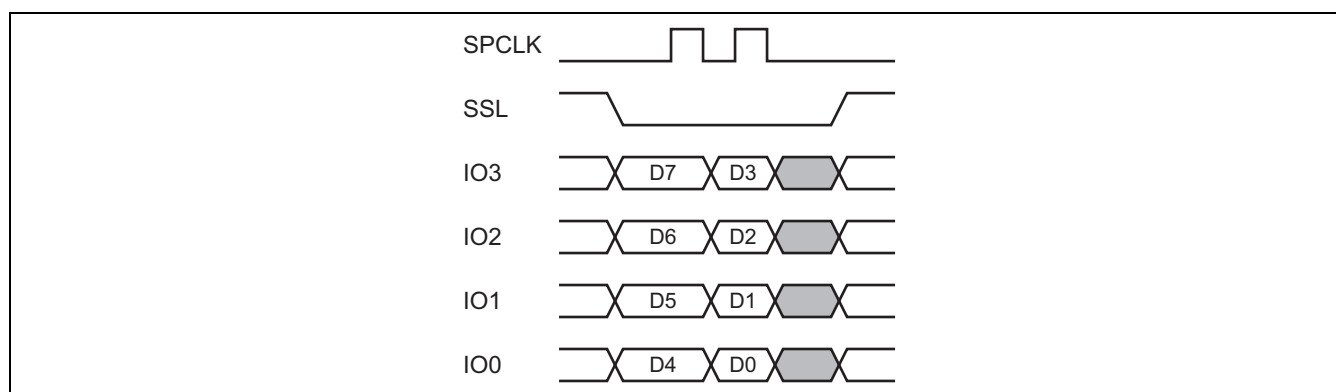 SPCLK
SSL
IO3 D7 D3
IO2 D6 D2
IO1 D5 D1
IO0 D4 D0